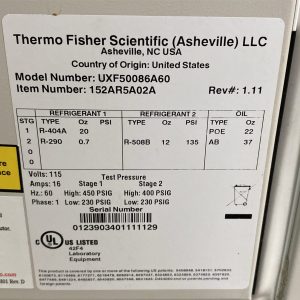 Thermo Fisher Scientific (Asheville) LLC
Asheville, NC USA
Country of Origin: United States
Model Number: UXF50086A60
Item Number: 152AR5A02A Rev#: 1.11
REFRIGERANT 1 REFRIGERANT 2 OIL
STG TYPE Oz PSI TYPE Oz PSI TYPE Oz
1 R-404A 20 POE 22
2 R-290 0.7 R-508B 12 135 AB 37
0
Volts: 115 Test Pressure
Amps: 16 Stage 1 Stage 2
Hz: 60 High: 450 PSIG High: 400 PSIG
Phase: 1 Low: 230 PSIG Low: 230 PSIG
Serial Number
0123903401111129
C UL US LISTED
42F4
Laboratory
Equipment
801 Rev. D